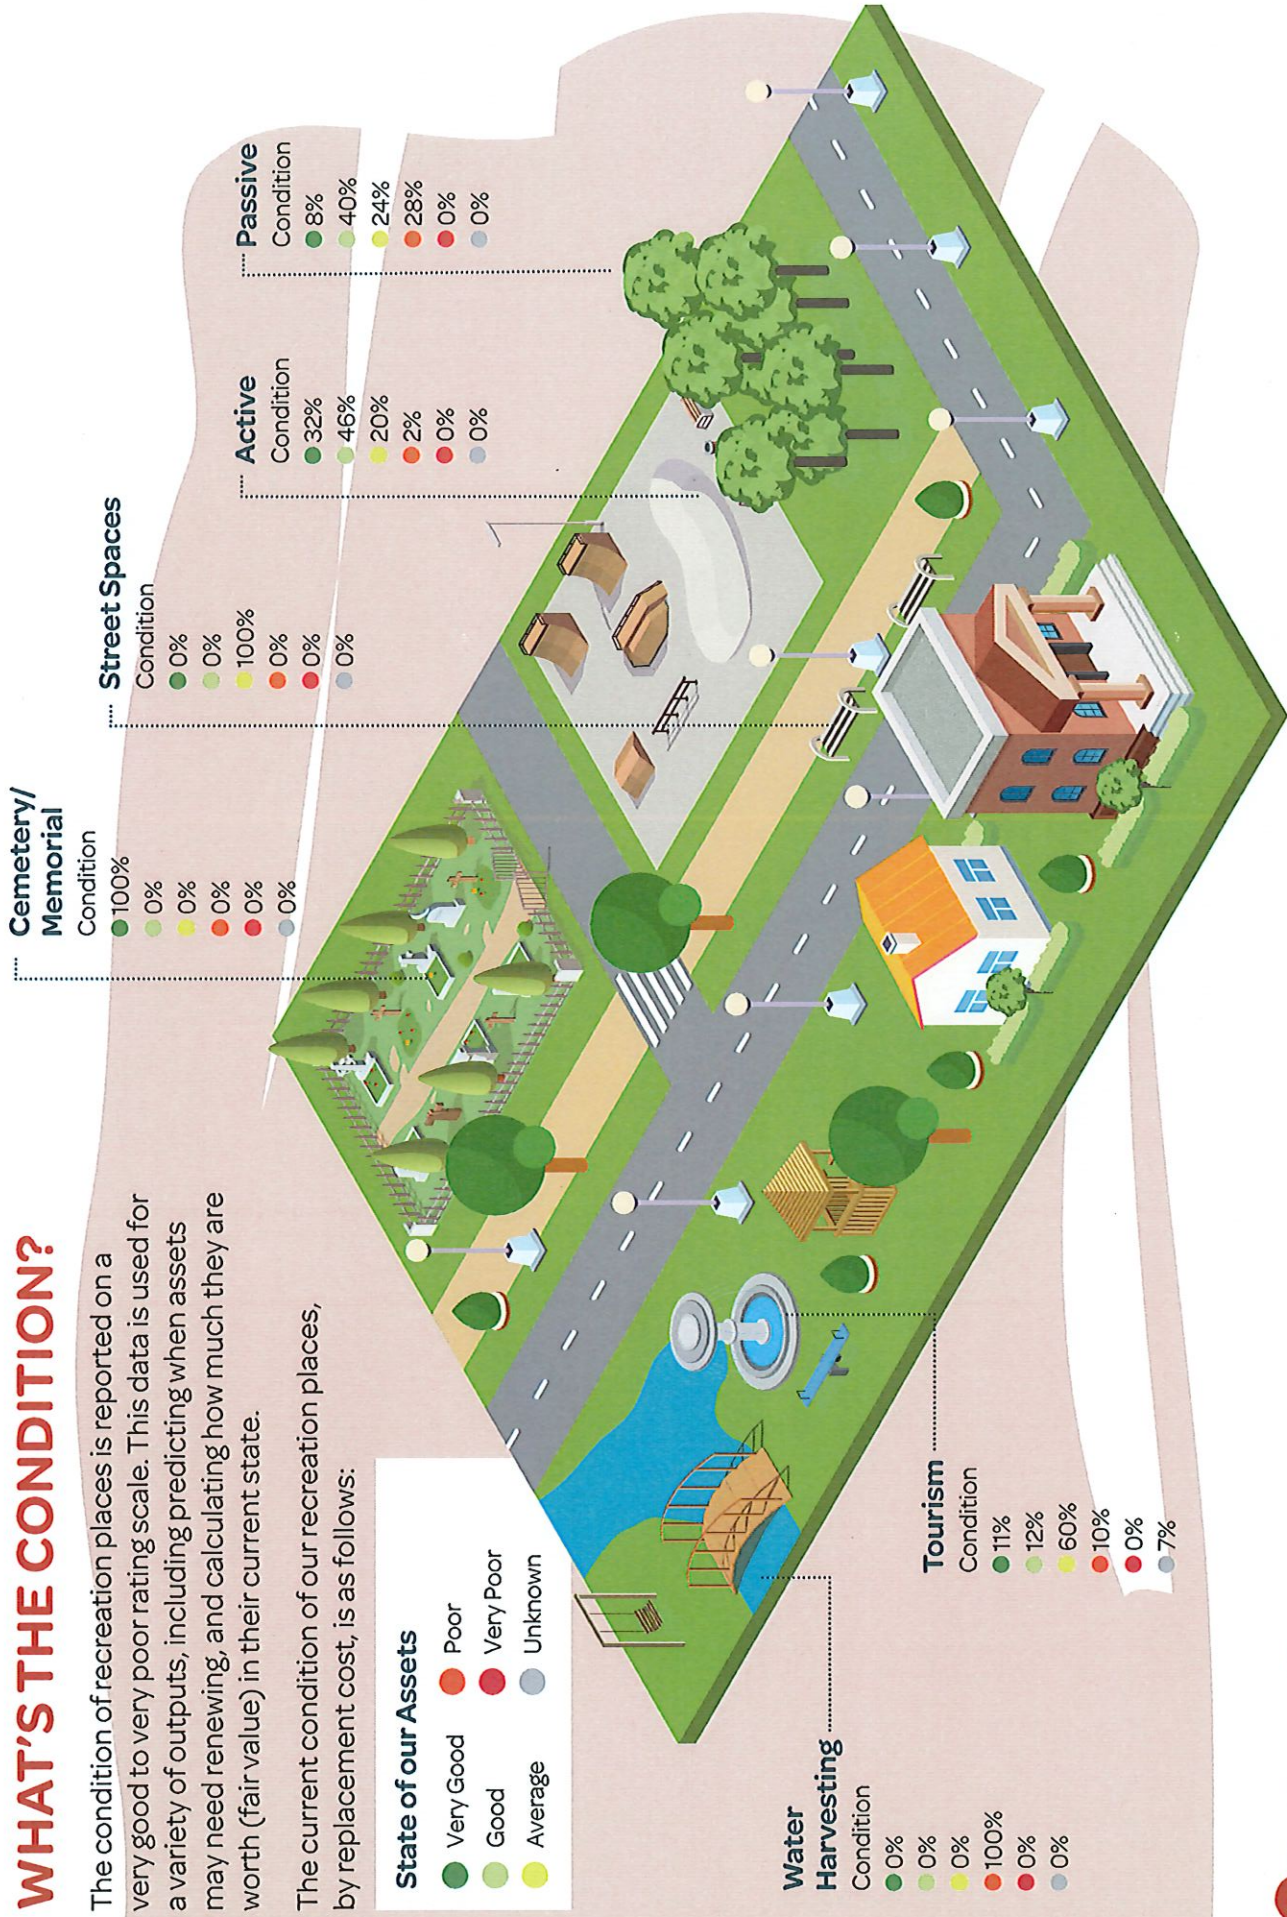 WHAT'S THE CONDITION?
The condition of recreation places is reported on a
very good to very poor rating scale. This data is used for
a variety of outputs, including predicting when assets
may need renewing, and calculating how much they are
worth (fair value) in their current state.
The current condition of our recreation places,
by replacement cost, is as follows:
State of our Assets
Very Good
Good
Average
Poor
Very Poor
Unknown
Cemetery/
Memorial
Condition
100%
0%
0%
0%
0%
0%
Street Spaces
Condition
0%
0%
100%
0%
0%
0%
Active
Condition
32%
46%
20%
2%
0%
0%
Passive
Condition
8%
40%
24%
28%
0%
0%
Water
Harvesting
Condition
0%
0%
0%
100%
0%
0%
Tourism
Condition
11%
12%
60%
10%
0%
7%